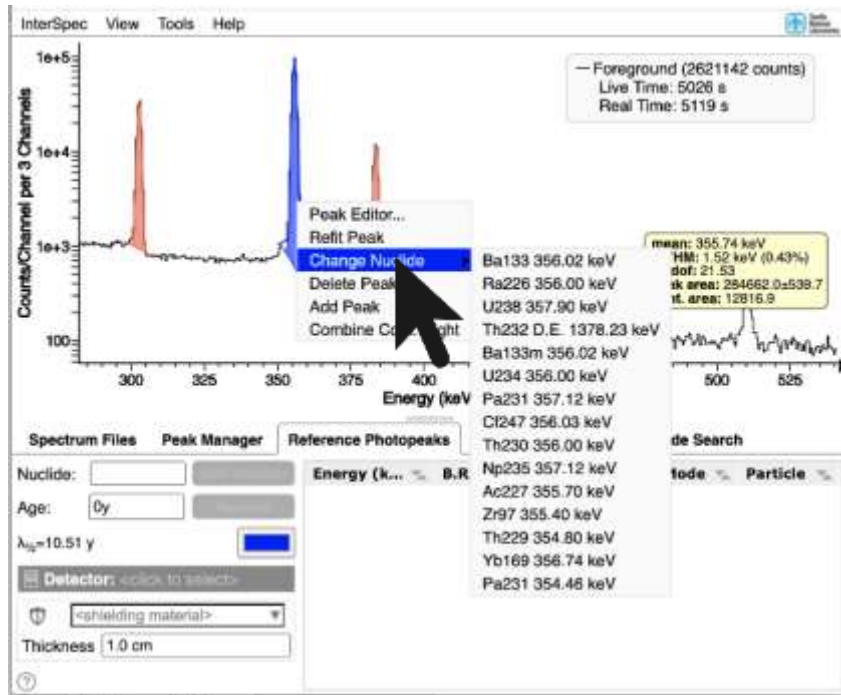 InterSpec View Tools Help
1e+5
1e+4
1e+3
100
Counts/Channel per 3 Channels
Foreground (2621142 counts)
Live Time: 5026 s
Real Time: 5119 s
Peak Editor...
Refit Peak
Change Nuclide
Delete Peak
Add Peak
Combine
Ba133 356.02 keV
Ra226 356.00 keV
U238 357.90 keV
Th232 D.E. 1378.23 keV
Ba133m 356.02 keV
U234 356.00 keV
Pa231 357.12 keV
Cf247 356.03 keV
Th230 356.00 keV
Np235 357.12 keV
Ac227 355.70 keV
Zr97 355.40 keV
Th229 354.80 keV
Yb169 356.74 keV
Pa231 354.46 keV
mean: 355.74 keV
HM: 1.52 keV (0.43%)
dof: 21.53
ak area: 284662.0±539.7
nt. area: 12816.9
300 325 350 375 400 500 525
Energy (keV
Spectrum Files Peak Manager Reference Photopeaks de Search
Nuclide:
Age: 0y
λ½=10.51 y
Detector: <click to select>
<shielding material>
Thickness 1.0 cm
Energy (k... B.R Mode Particle